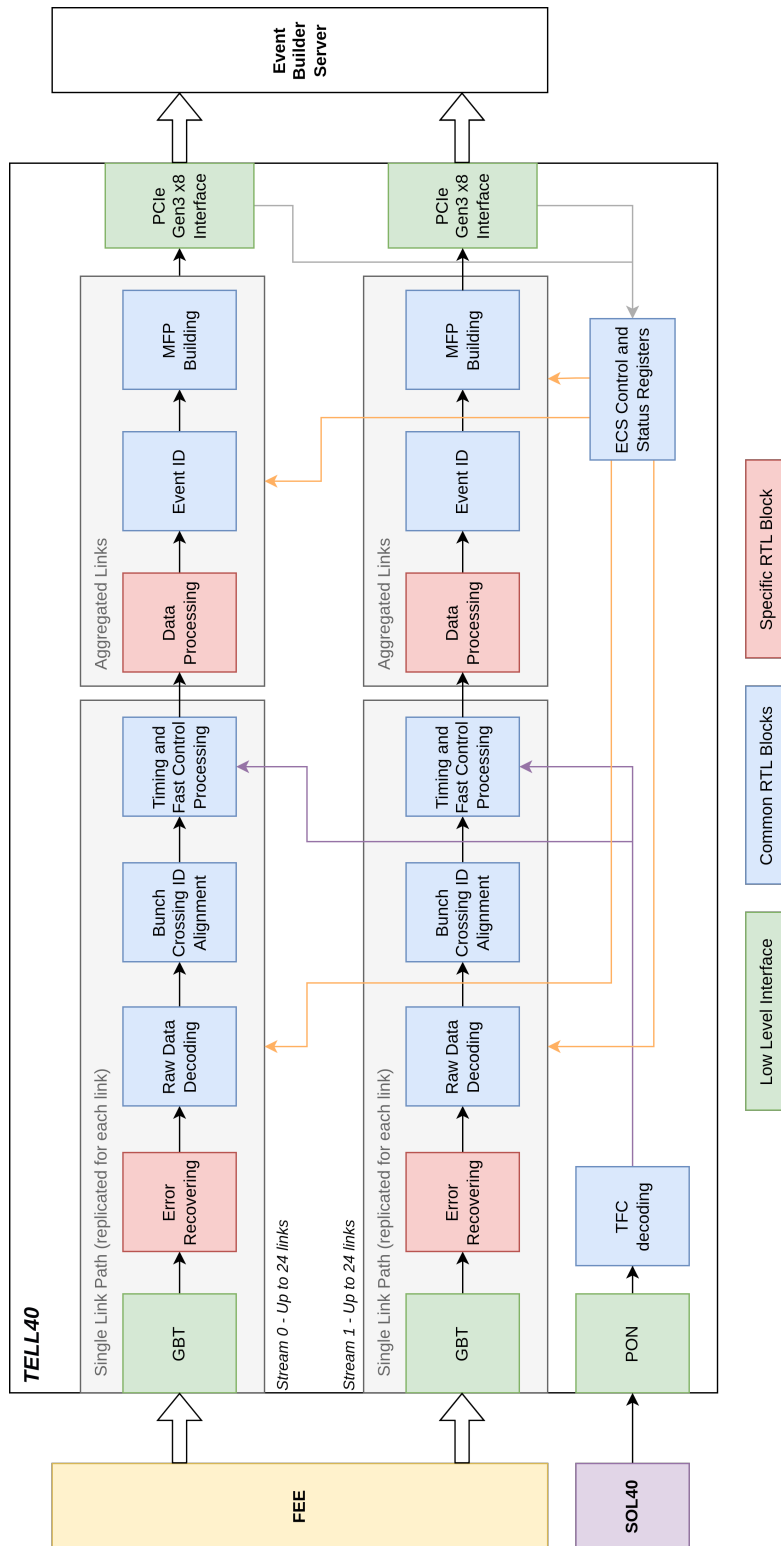 TELL40
FEE
SOL40
Single Link Path (replicated for each link)
GBT
Error
Recovering
Raw Data
Decoding
Bunch
Crossing ID
Alignment
Timing and
Fast Control
Processing
Aggregated Links
Data
Processing
Event ID
MFP
Building
PCIe
Gen3 x8
Interface
Event
Builder
Server
Stream 0 - Up to 24 links
Stream 1 - Up to 24 links
Single Link Path (replicated for each link)
GBT
Error
Recovering
Raw Data
Decoding
Bunch
Crossing ID
Alignment
Timing and
Fast Control
Processing
Aggregated Links
Data
Processing
Event ID
MFP
Building
PCIe
Gen3 x8
Interface
PON
TFC
decoding
ECS Control and
Status Registers
Low Level Interface
Common RTL Blocks
Specific RTL Block